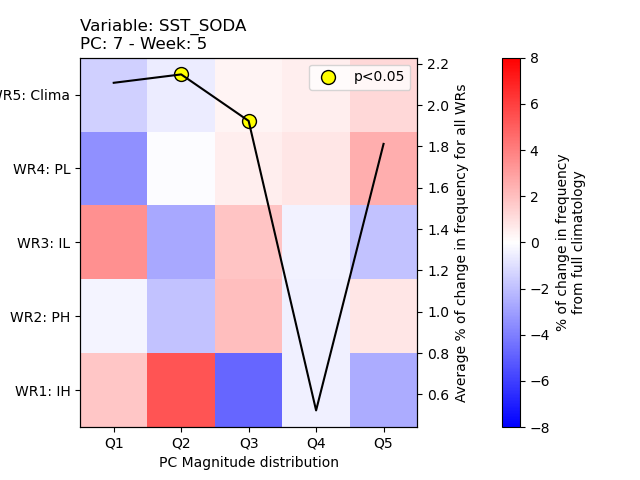 Variable: SST_SODA
PC: 7 - Week: 5
p<0.05
WR5: Clima
WR4: PL
WR3: IL
WR2: PH
WR1: IH
Q1 Q2 Q3 Q4 Q5
PC Magnitude distribution
2.2
2.0
1.8
1.6
1.4
1.2
1.0
0.8
0.6
Average % of change in frequency for all WRs
8
6
4
2
0
−2
−4
−6
−8
% of change in frequency
from full climatology